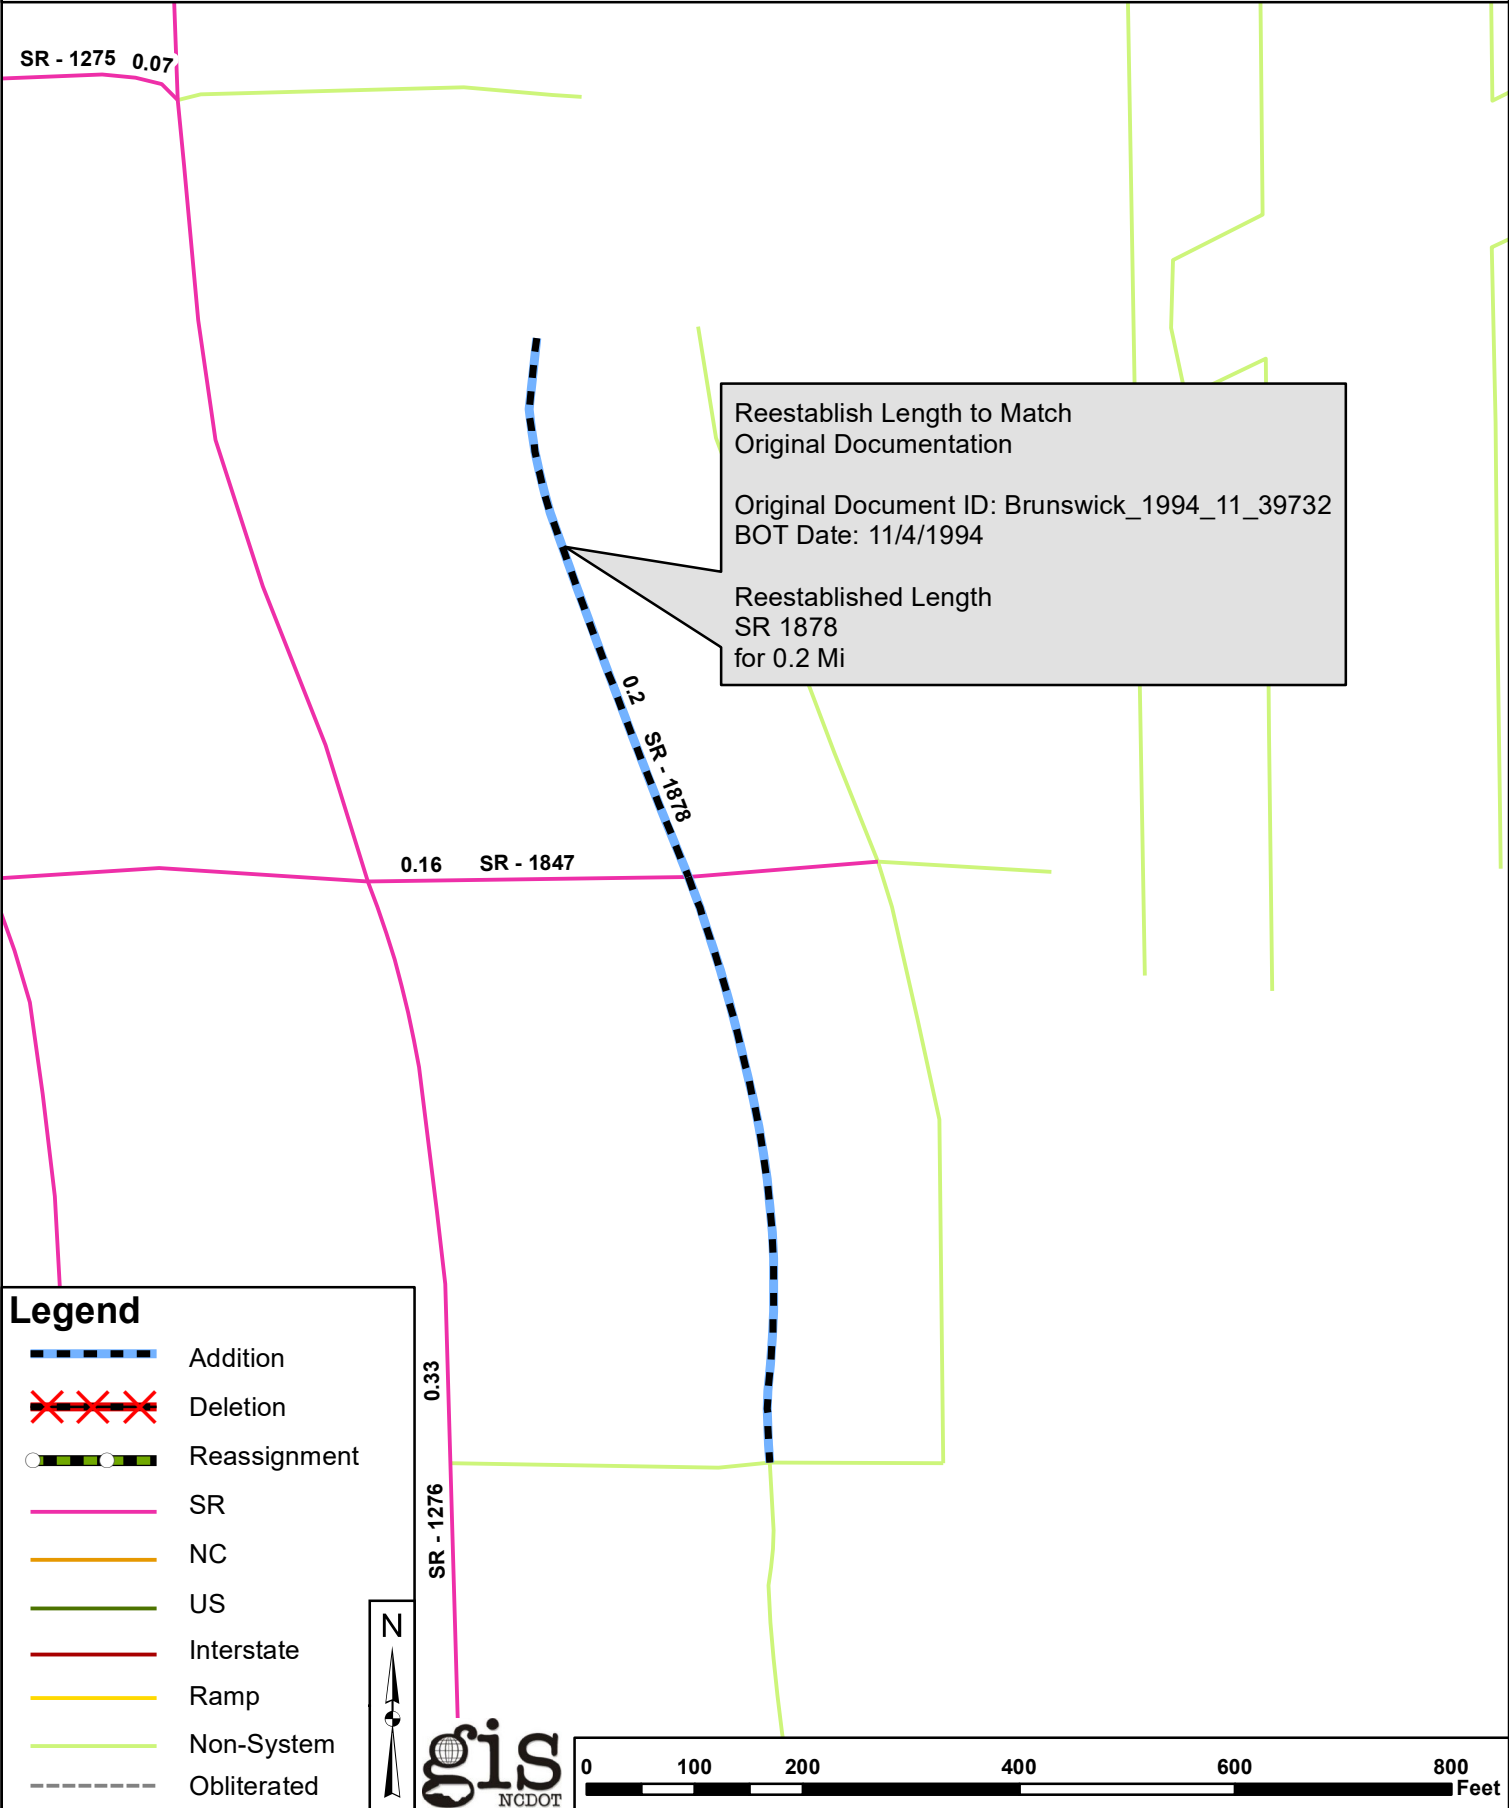 SR - 1275 0.07
Reestablish Length to Match
Original Documentation
Original Document ID: Brunswick_1994_11_39732
BOT Date: 11/4/1994
Reestablished Length
SR 1878
for 0.2 Mi
0.2 SR - 1878
0.16 SR - 1847
0.33
SR - 1276
Legend
Addition
Deletion
Reassignment
SR
NC
US
Interstate
Ramp
Non-System
Obliterated
N
gis
NCDOT
0 100 200 400 600 800
Feet